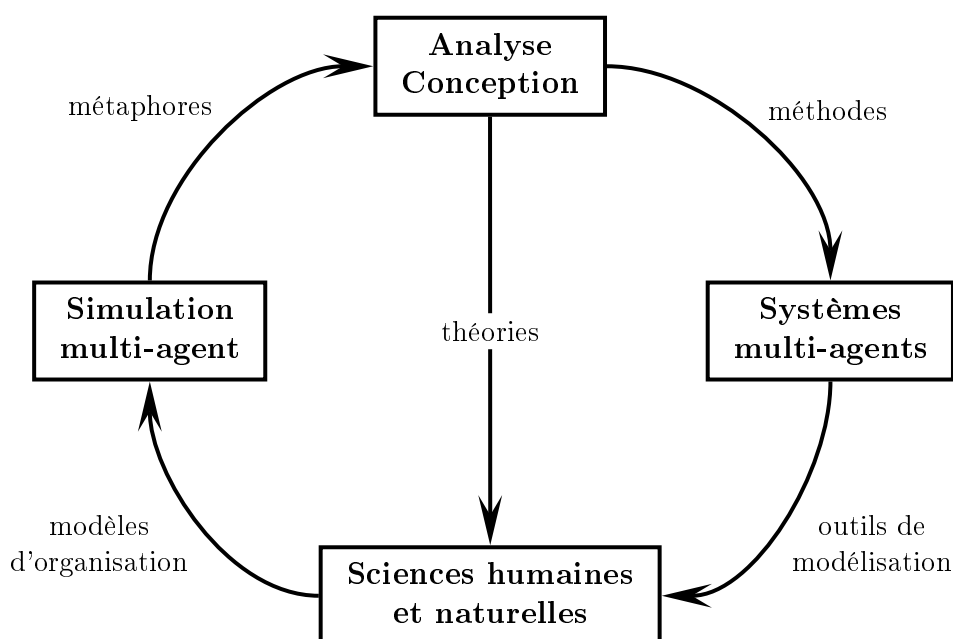 Analyse
Conception
métaphores
méthodes
Simulation
multi-agent
théories
Systèmes
multi-agents
modèles
d'organisation
outils de
modélisation
Sciences humaines
et naturelles